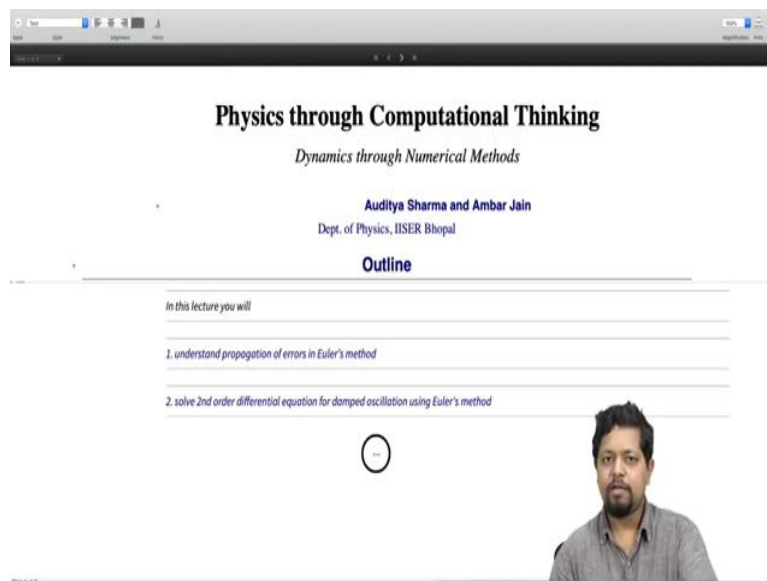 Physics through Computational Thinking
Dynamics through Numerical Methods
Auditya Sharma and Ambar Jain
Dept. of Physics, IISER Bhopal
Outline
In this lecture you will
1. understand propagation of errors in Euler's method
2. solve 2nd order differential equation for damped oscillation using Euler's method